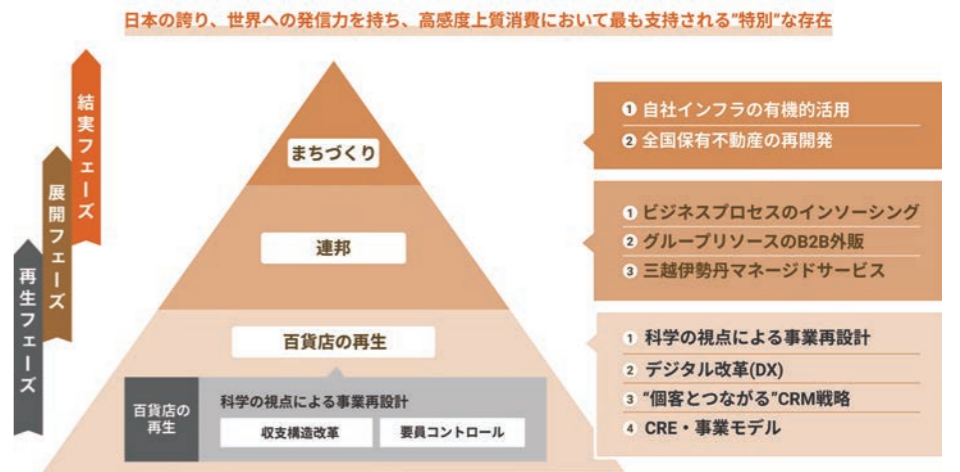 日本の誇り、世界への発信力を持ち、高感度上質消費において最も支持される"特別"な存在
結実フェーズ
展開フェーズ
再生フェーズ
まちづくり
❶ 自社インフラの有機的活用
❷ 全国保有不動産の再開発
連邦
❶ ビジネスプロセスのインソーシング
❷ グループリソースのB2B外販
❸ 三越伊勢丹マネージドサービス
百貨店の再生
❶ 科学の視点による事業再設計
❷ デジタル改革(DX)
❸ "個客とつながる"CRM戦略
❹ CRE・事業モデル
百貨店の
再生
科学の視点による事業再設計
収支構造改革
要員コントロール